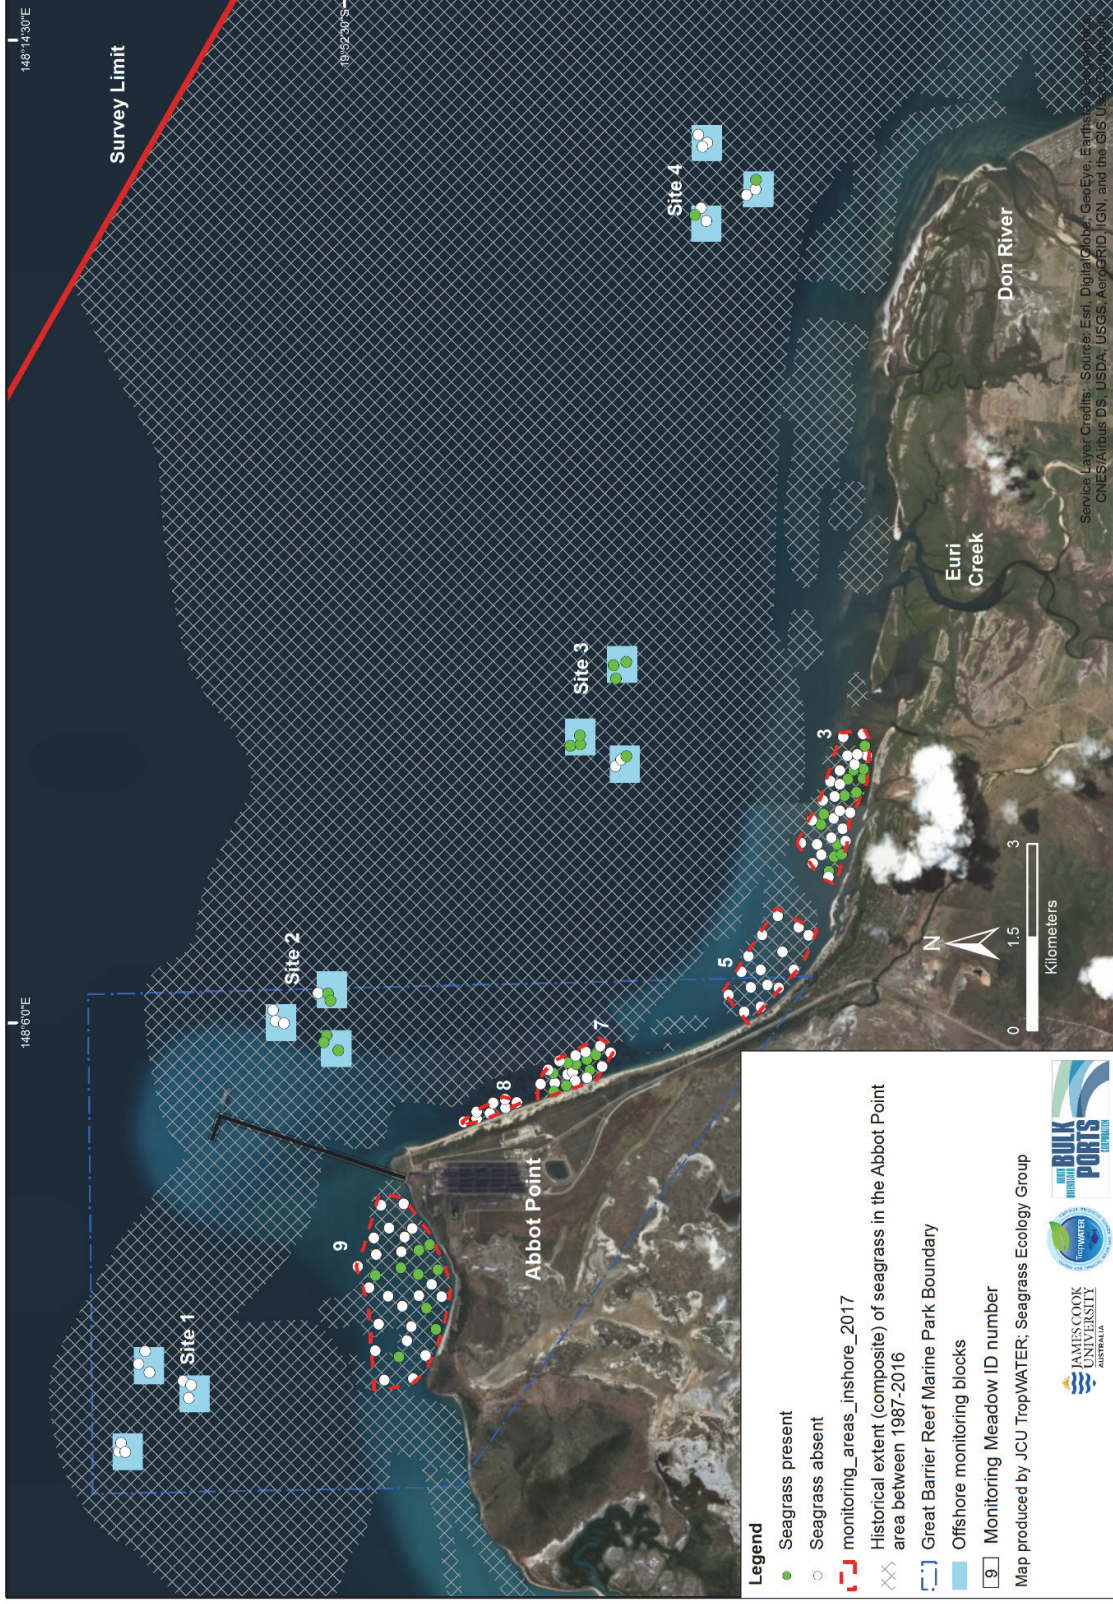 148°6'0"E
148°14'30"E
19°52'30"S
Survey Limit
Site 1
Site 2
Site 3
Site 4
9
8
7
5
3
Abbot Point
Euri
Creek
Don River
N
0 1.5 3
Kilometers
Legend
Seagrass present
Seagrass absent
monitoring_areas_inshore_2017
Historical extent (composite) of seagrass in the Abbot Point
area between 1987-2016
Great Barrier Reef Marine Park Boundary
Offshore monitoring blocks
9 Monitoring Meadow ID number
Map produced by JCU TropWATER; Seagrass Ecology Group
JAMES COOK
UNIVERSITY
AUSTRALIA
TropWATER
NORTH
QUEENSLAND
BULK
PORTS
CORPORATION
Service Layer Credits: Source: Esri, DigitalGlobe, GeoEye, Earthstar
CNES/Airbus DS, USDA, USGS, AeroGRID, IGN, and the GIS User